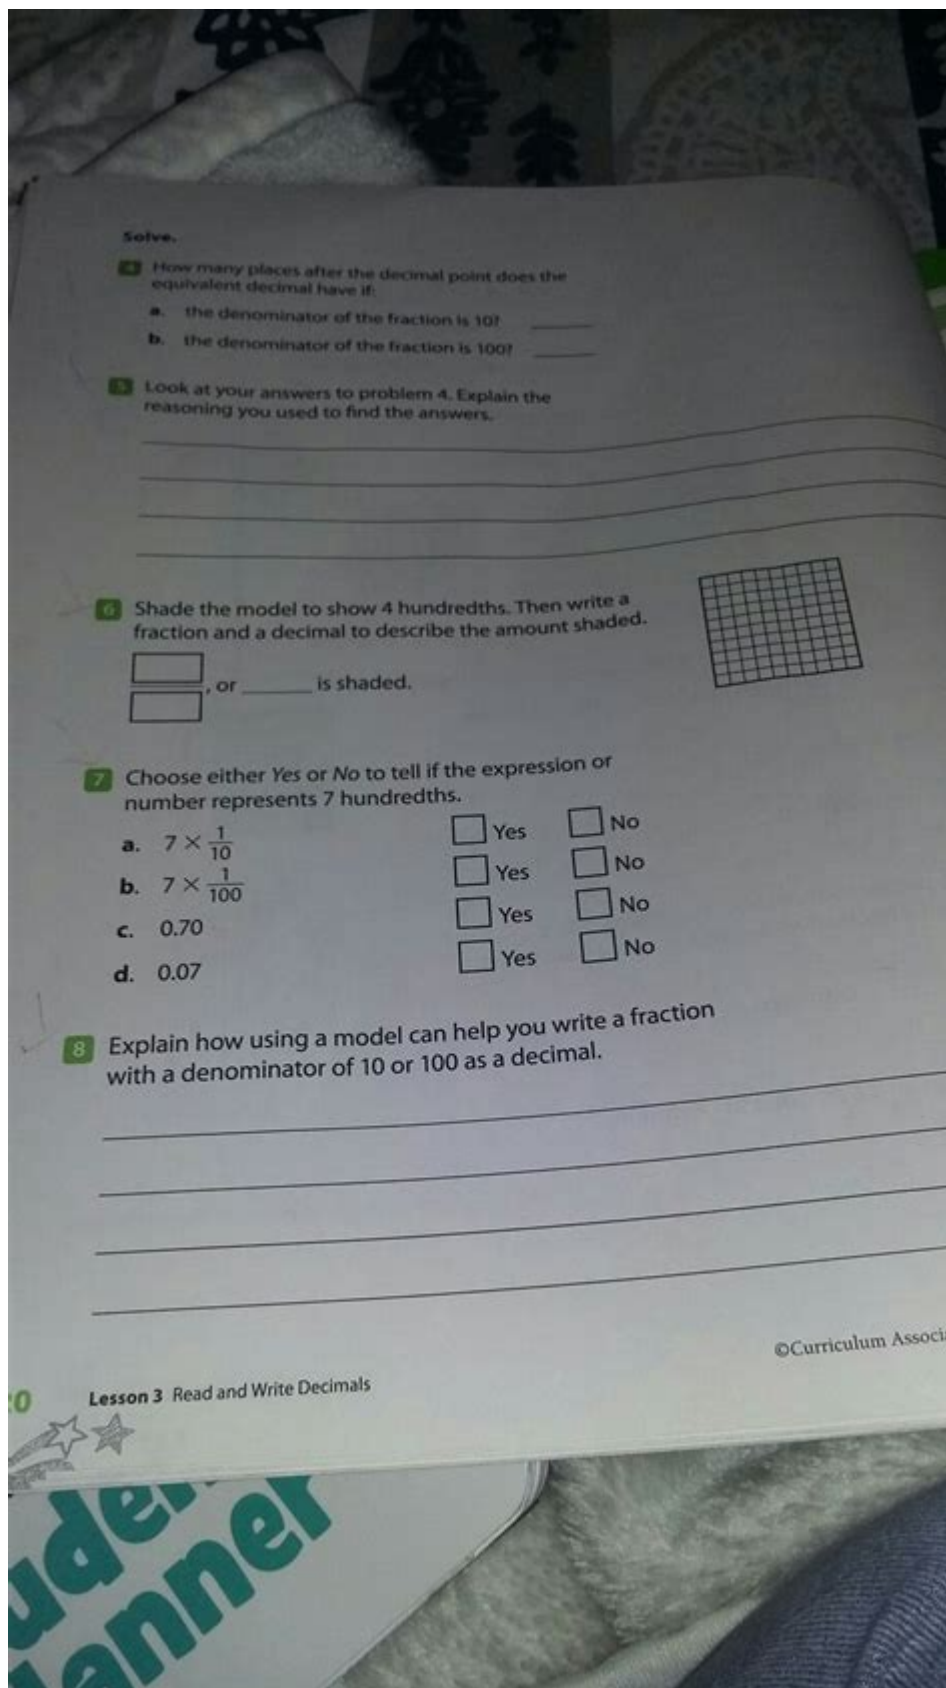 Solve.
4 How many places after the decimal point does the
equivalent decimal have if:
a. the denominator of the fraction is 10? ______
b. the denominator of the fraction is 100? ______
5 Look at your answers to problem 4. Explain the
reasoning you used to find the answers.
6 Shade the model to show 4 hundredths. Then write a
fraction and a decimal to describe the amount shaded.
, or ______ is shaded.
7 Choose either Yes or No to tell if the expression or
number represents 7 hundredths.
a. 7 × 1/10 Yes No
b. 7 × 1/100 Yes No
c. 0.70 Yes No
d. 0.07 Yes No
8 Explain how using a model can help you write a fraction
with a denominator of 10 or 100 as a decimal.
©Curriculum Associ
0 Lesson 3 Read and Write Decimals
uden
anner